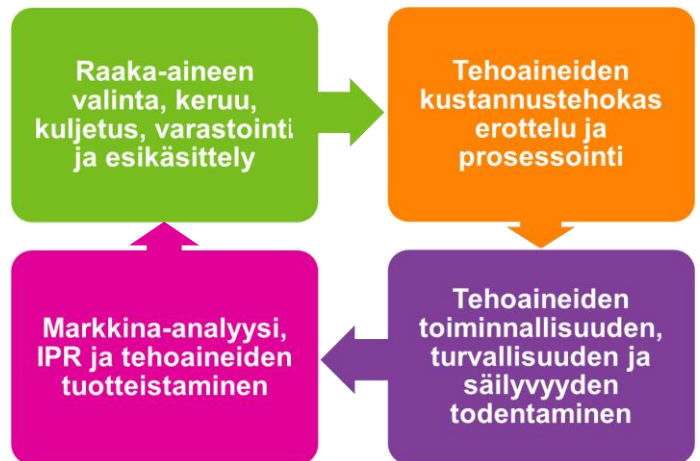 Raaka-aineen
valinta, keruu,
kuljetus, varastointi
ja esikäsittely
Tehoaineiden
kustannustehokas
erottelu ja
prosessointi
Markkina-analyysi,
IPR ja tehoaineiden
tuotteistaminen
Tehoaineiden
toiminnallisuuden,
turvallisuuden ja
säilyvyyden
todentaminen